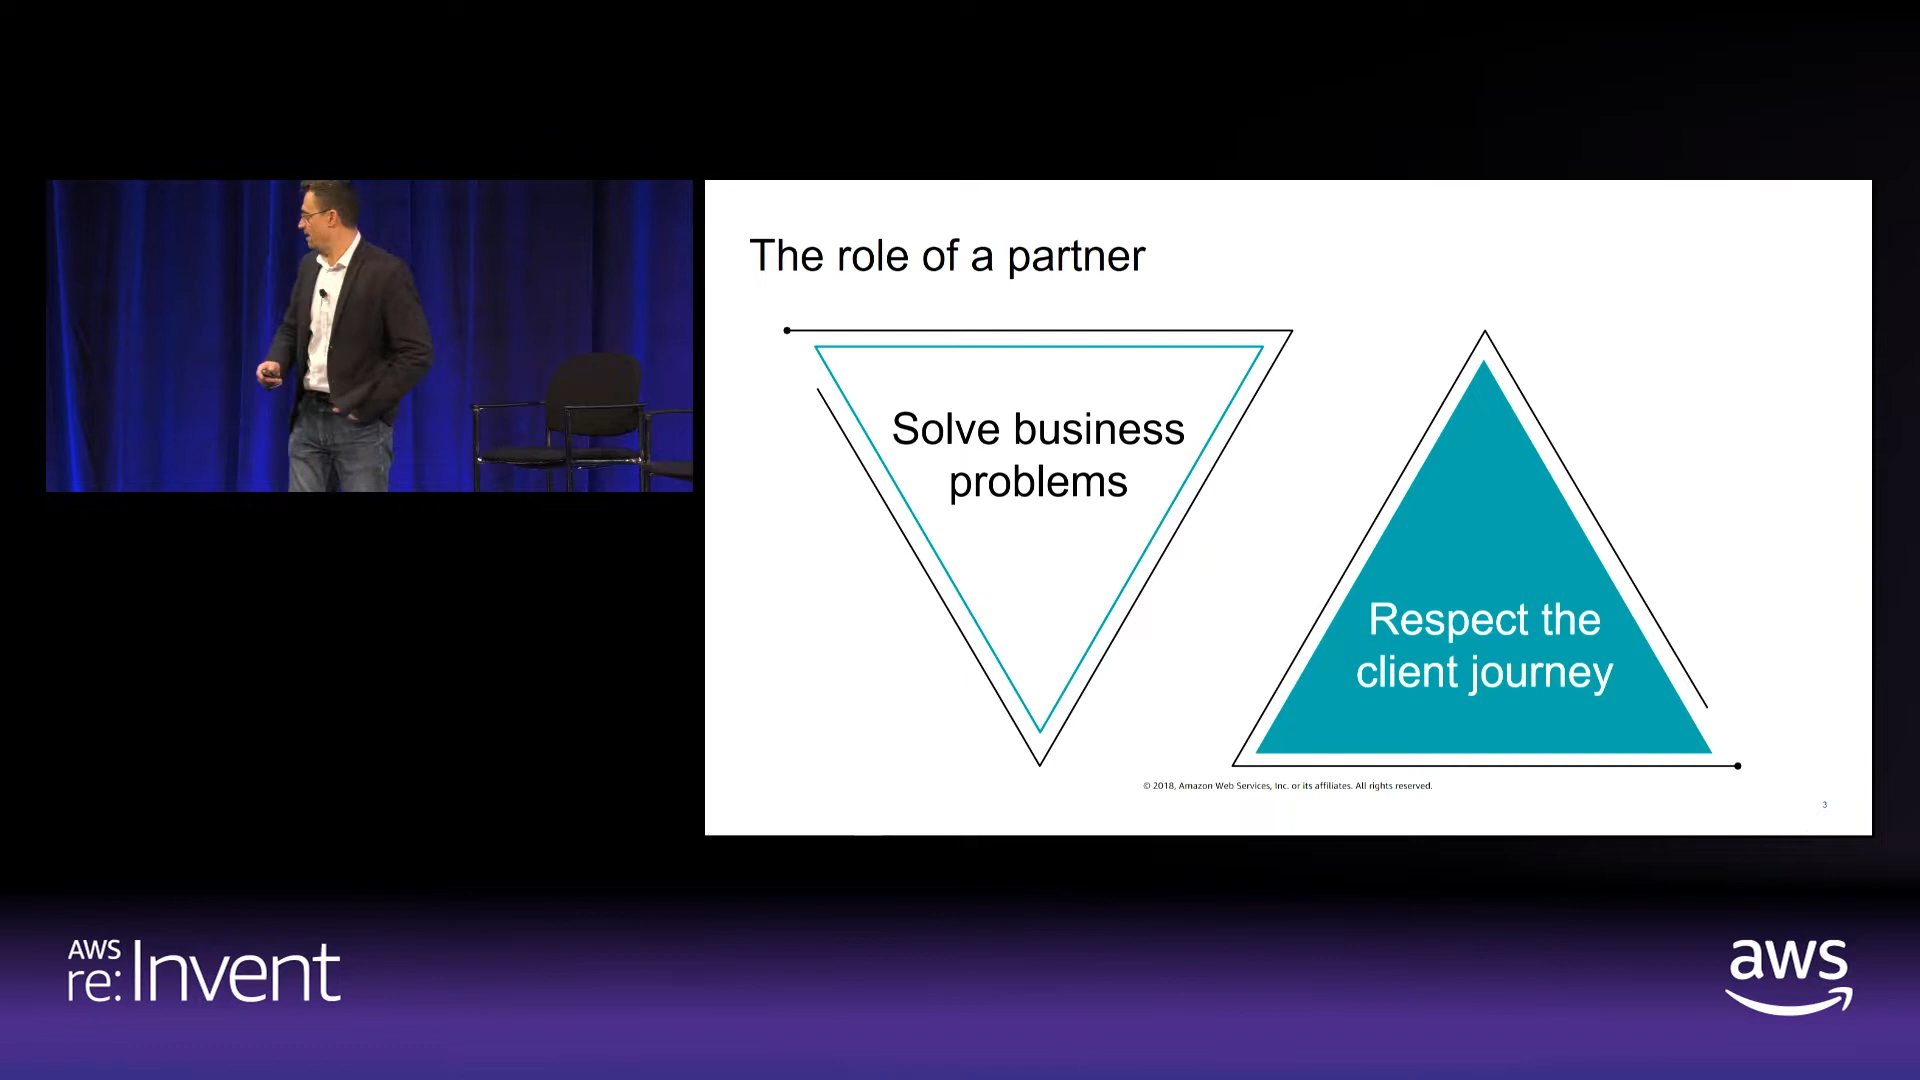 The role of a partner
Solve business
problems
Respect the
client journey
© 2018, Amazon Web Services, Inc. or its affiliates. All rights reserved.
3
AWS
re:Invent
aws